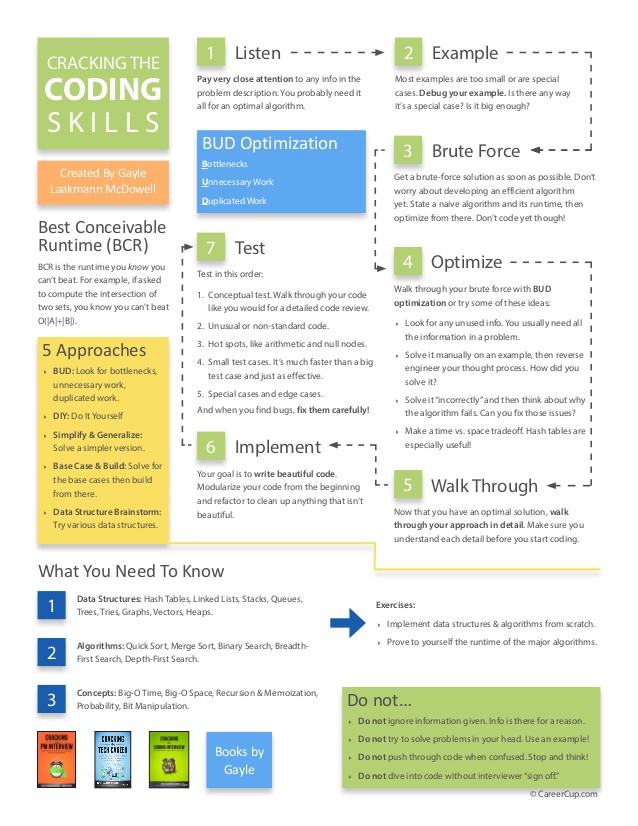 CRACKING THE
CODING
SKILLS
Created By Gayle
Laakmann McDowell
Best Conceivable
Runtime (BCR)
BCR is the runtime you know you
can't beat. For example, if asked
to compute the intersection of
two sets, you know you can't beat
O(|A|+|B|).
5 Approaches
BUD: Look for bottlenecks,
unnecessary work,
duplicated work.
DIY: Do It Yourself
Simplify & Generalize:
Solve a simpler version.
Base Case & Build: Solve for
the base cases then build
from there.
Data Structure Brainstorm:
Try various data structures.
1 Listen
Pay very close attention to any info in the
problem description. You probably need it
all for an optimal algorithm.
BUD Optimization
Bottlenecks
Unnecessary Work
Duplicated Work
2 Example
Most examples are too small or are special
cases. Debug your example. Is there any way
it's a special case? Is it big enough?
3 Brute Force
Get a brute-force solution as soon as possible. Don't
worry about developing an efficient algorithm
yet. State a naive algorithm and its runtime, then
optimize from there. Don't code yet though!
4 Optimize
Walk through your brute force with BUD
optimization or try some of these ideas:
Look for any unused info. You usually need all
the information in a problem.
Solve it manually on an example, then reverse
engineer your thought process. How did you
solve it?
Solve it "incorrectly" and then think about why
the algorithm fails. Can you fix those issues?
Make a time vs. space tradeoff. Hash tables are
especially useful!
5 Walk Through
Now that you have an optimal solution, walk
through your approach in detail. Make sure you
understand each detail before you start coding.
6 Implement
Your goal is to write beautiful code.
Modularize your code from the beginning
and refactor to clean up anything that isn't
beautiful.
7 Test
Test in this order:
1. Conceptual test. Walk through your code
like you would for a detailed code review.
2. Unusual or non-standard code.
3. Hot spots, like arithmetic and null nodes.
4. Small test cases. It's much faster than a big
test case and just as effective.
5. Special cases and edge cases.
And when you find bugs, fix them carefully!
What You Need To Know
1 Data Structures: Hash Tables, Linked Lists, Stacks, Queues,
Trees, Tries, Graphs, Vectors, Heaps.
2 Algorithms: Quick Sort, Merge Sort, Binary Search, Breadth-
First Search, Depth-First Search.
3 Concepts: Big-O Time, Big-O Space, Recursion & Memoization,
Probability, Bit Manipulation.
Exercises:
Implement data structures & algorithms from scratch.
Prove to yourself the runtime of the major algorithms.
CRACKING
THE
PM INTERVIEW
CRACKING
THE
TECH CAREER
CRACKING
THE
CODING INTERVIEW
Books by
Gayle
Do not...
Do not ignore information given. Info is there for a reason.
Do not try to solve problems in your head. Use an example!
Do not push through code when confused. Stop and think!
Do not dive into code without interviewer "sign off."
© CareerCup.com